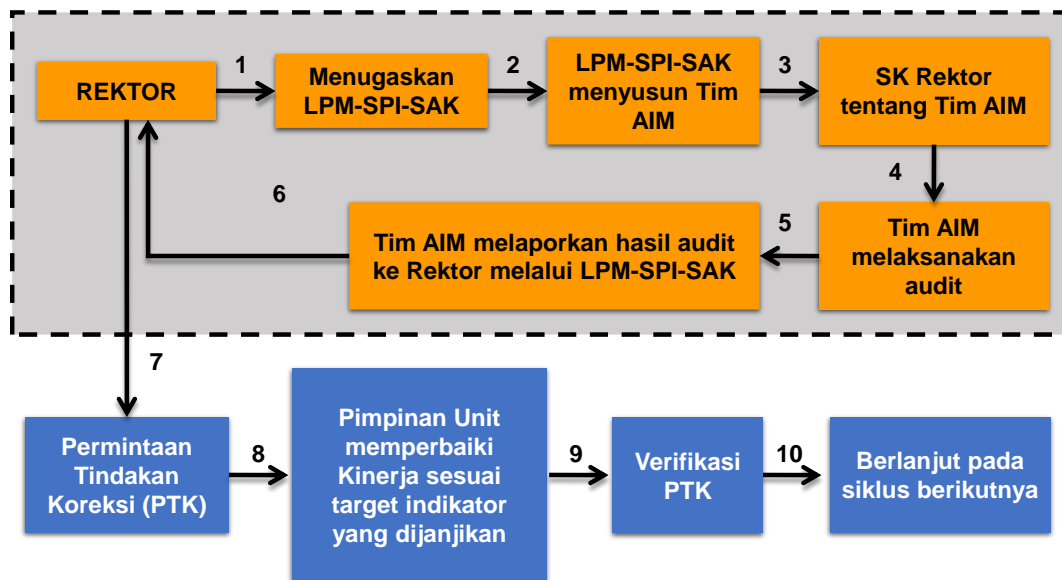 1
2
3
REKTOR
Menugaskan
LPM-SPI-SAK
LPM-SPI-SAK
menyusun Tim
AIM
SK Rektor
tentang Tim AIM
4
5
6
Tim AIM
melaksanakan
audit
Tim AIM melaporkan hasil audit
ke Rektor melalui LPM-SPI-SAK
7
Permintaan
Tindakan
Koreksi (PTK)
8
Pimpinan Unit
memperbaiki
Kinerja sesuai
target indikator
yang dijanjikan
9
Verifikasi
PTK
10
Berlanjut pada
siklus berikutnya